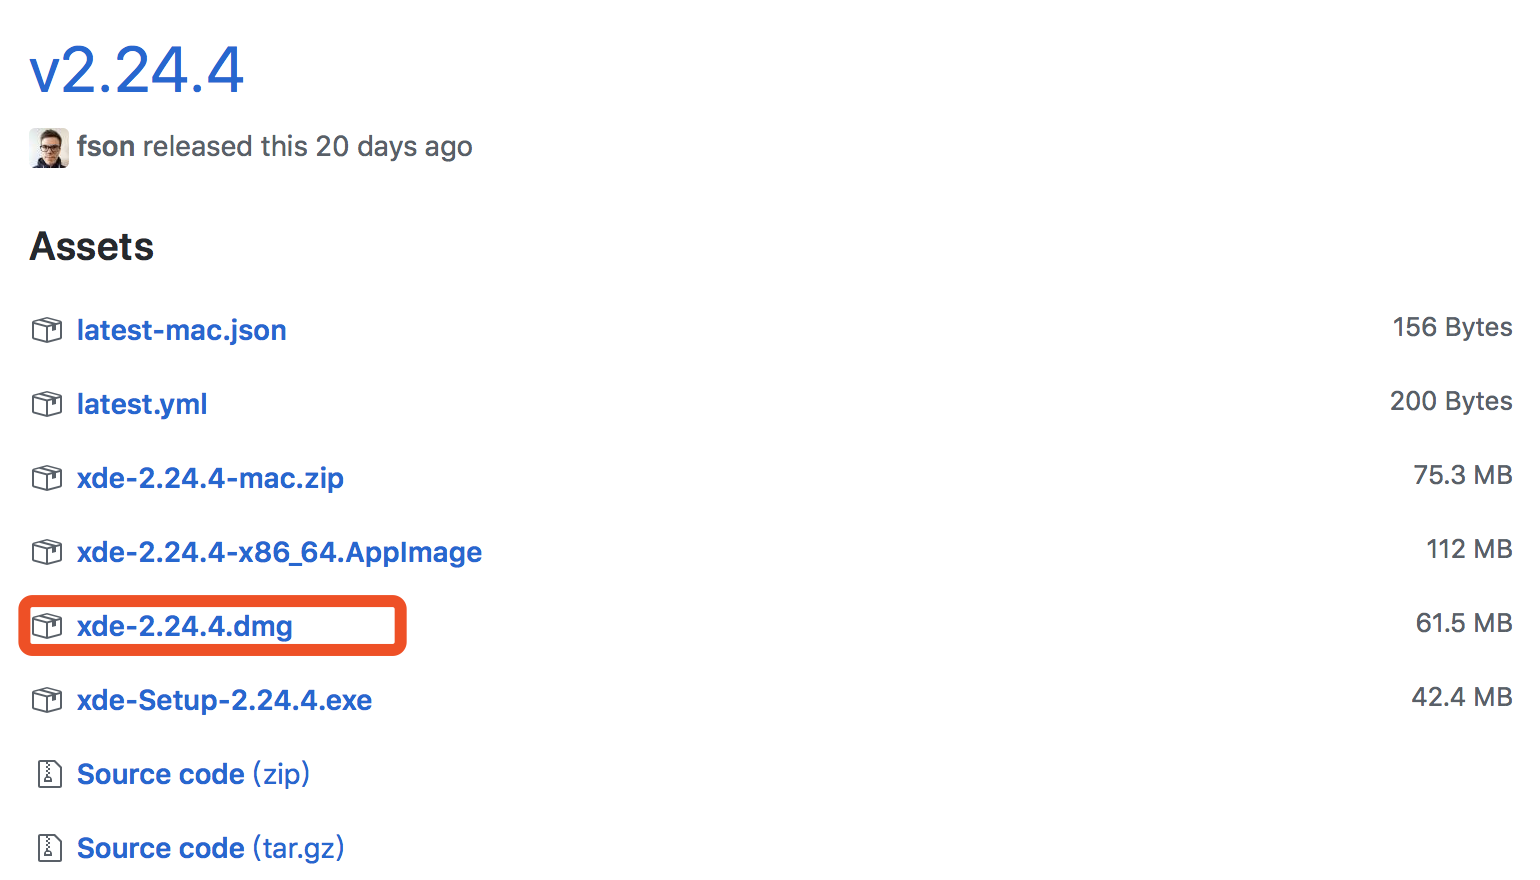 v2.24.4
fson released this 20 days ago
Assets
latest-mac.json 156 Bytes
latest.yml 200 Bytes
xde-2.24.4-mac.zip 75.3 MB
xde-2.24.4-x86_64.AppImage 112 MB
xde-2.24.4.dmg 61.5 MB
xde-Setup-2.24.4.exe 42.4 MB
Source code (zip)
Source code (tar.gz)